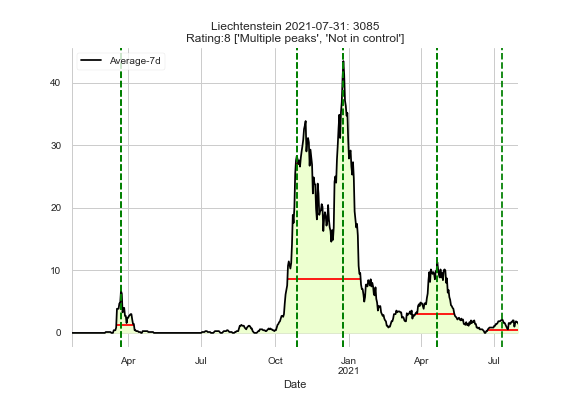 Liechtenstein 2021-07-31: 3085
Rating:8 ['Multiple peaks', 'Not in control']
Average-7d
40
30
20
10
0
Apr Jul Oct Jan Apr Jul
2021
Date